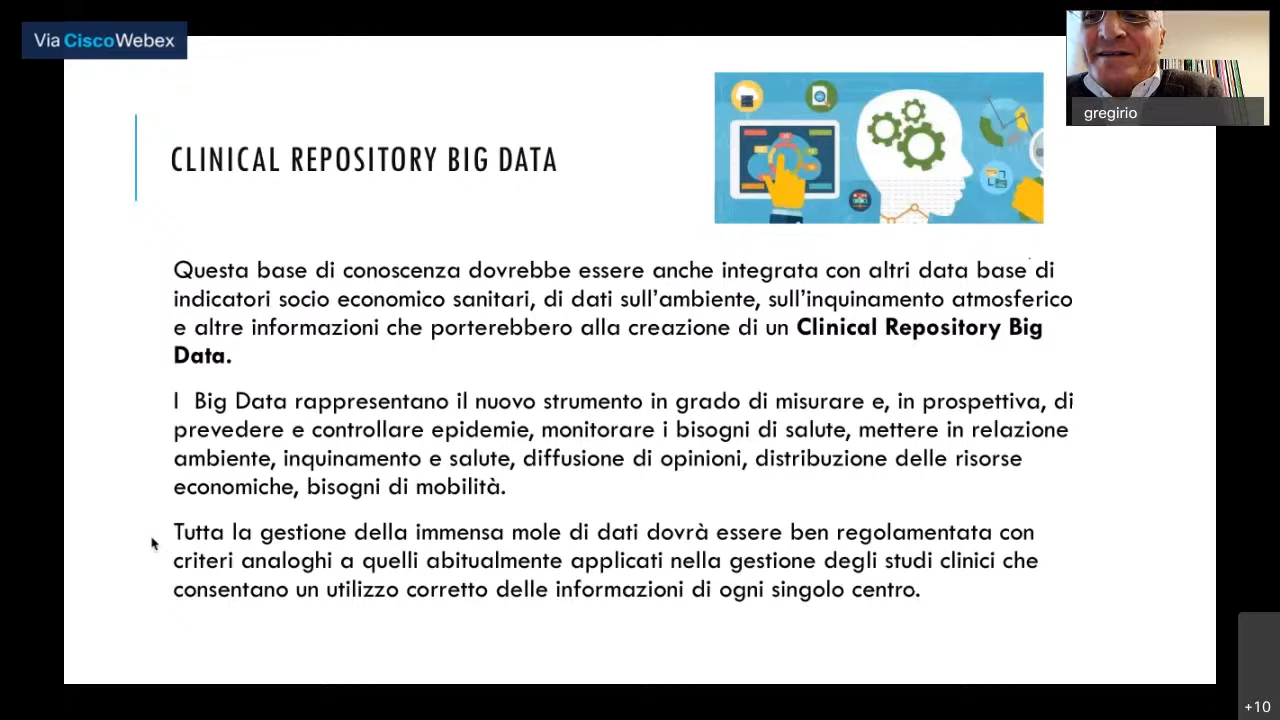 Via CiscoWebex
gregirio
CLINICAL REPOSITORY BIG DATA
Questa base di conoscenza dovrebbe essere anche integrata con altri data base di
indicatori socio economico sanitari, di dati sull'ambiente, sull'inquinamento atmosferico
e altre informazioni che porterebbero alla creazione di un Clinical Repository Big
Data.
I  Big Data rappresentano il nuovo strumento in grado di misurare e, in prospettiva, di
prevedere e controllare epidemie, monitorare i bisogni di salute, mettere in relazione
ambiente, inquinamento e salute, diffusione di opinioni, distribuzione delle risorse
economiche, bisogni di mobilità.
Tutta la gestione della immensa mole di dati dovrà essere ben regolamentata con
criteri analoghi a quelli abitualmente applicati nella gestione degli studi clinici che
consentano un utilizzo corretto delle informazioni di ogni singolo centro.
+10